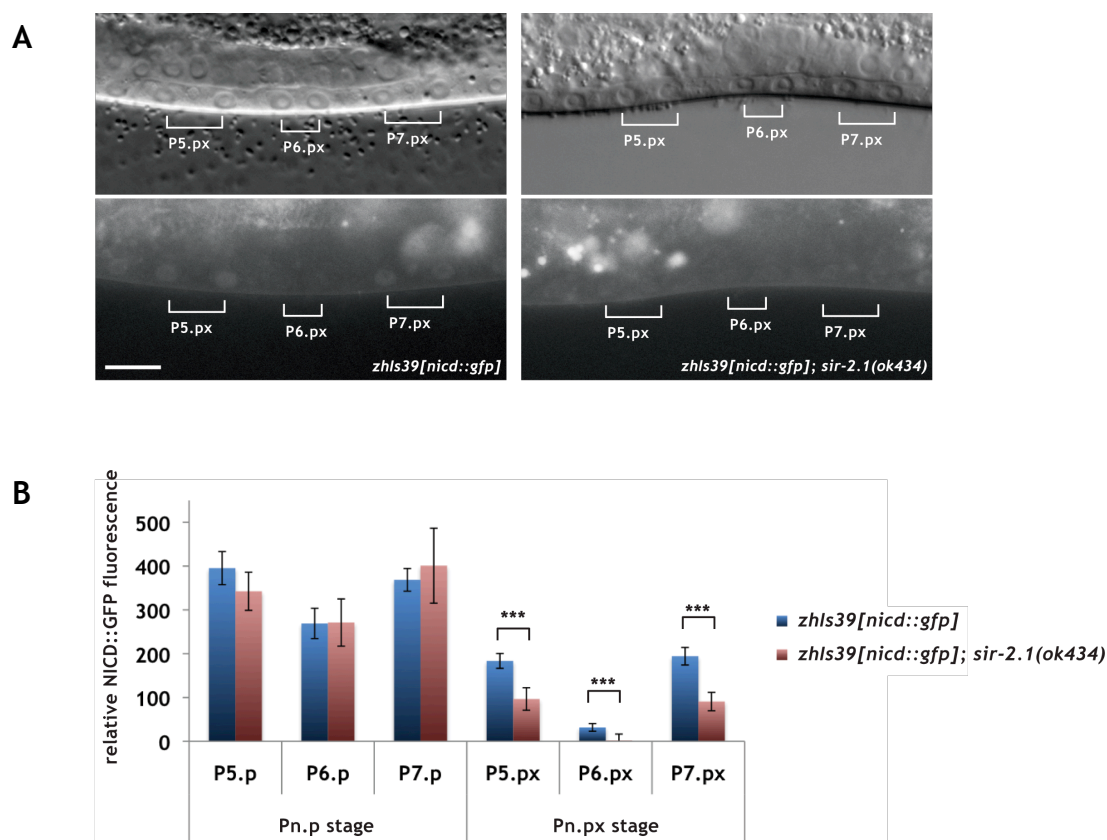 A
P5.px
P6.px
P7.px
P5.px
P6.px
P7.px
P5.px
P6.px
P7.px
zhIs39[nicd::gfp]
P5.px
P6.px
P7.px
zhIs39[nicd::gfp]; sir-2.1(ok434)
B
relative NICD::GFP fluorescence
500
400
300
200
100
0
***
***
***
P5.p
P6.p
P7.p
P5.px
P6.px
P7.px
Pn.p stage
Pn.px stage
zhIs39[nicd::gfp]
zhIs39[nicd::gfp]; sir-2.1(ok434)